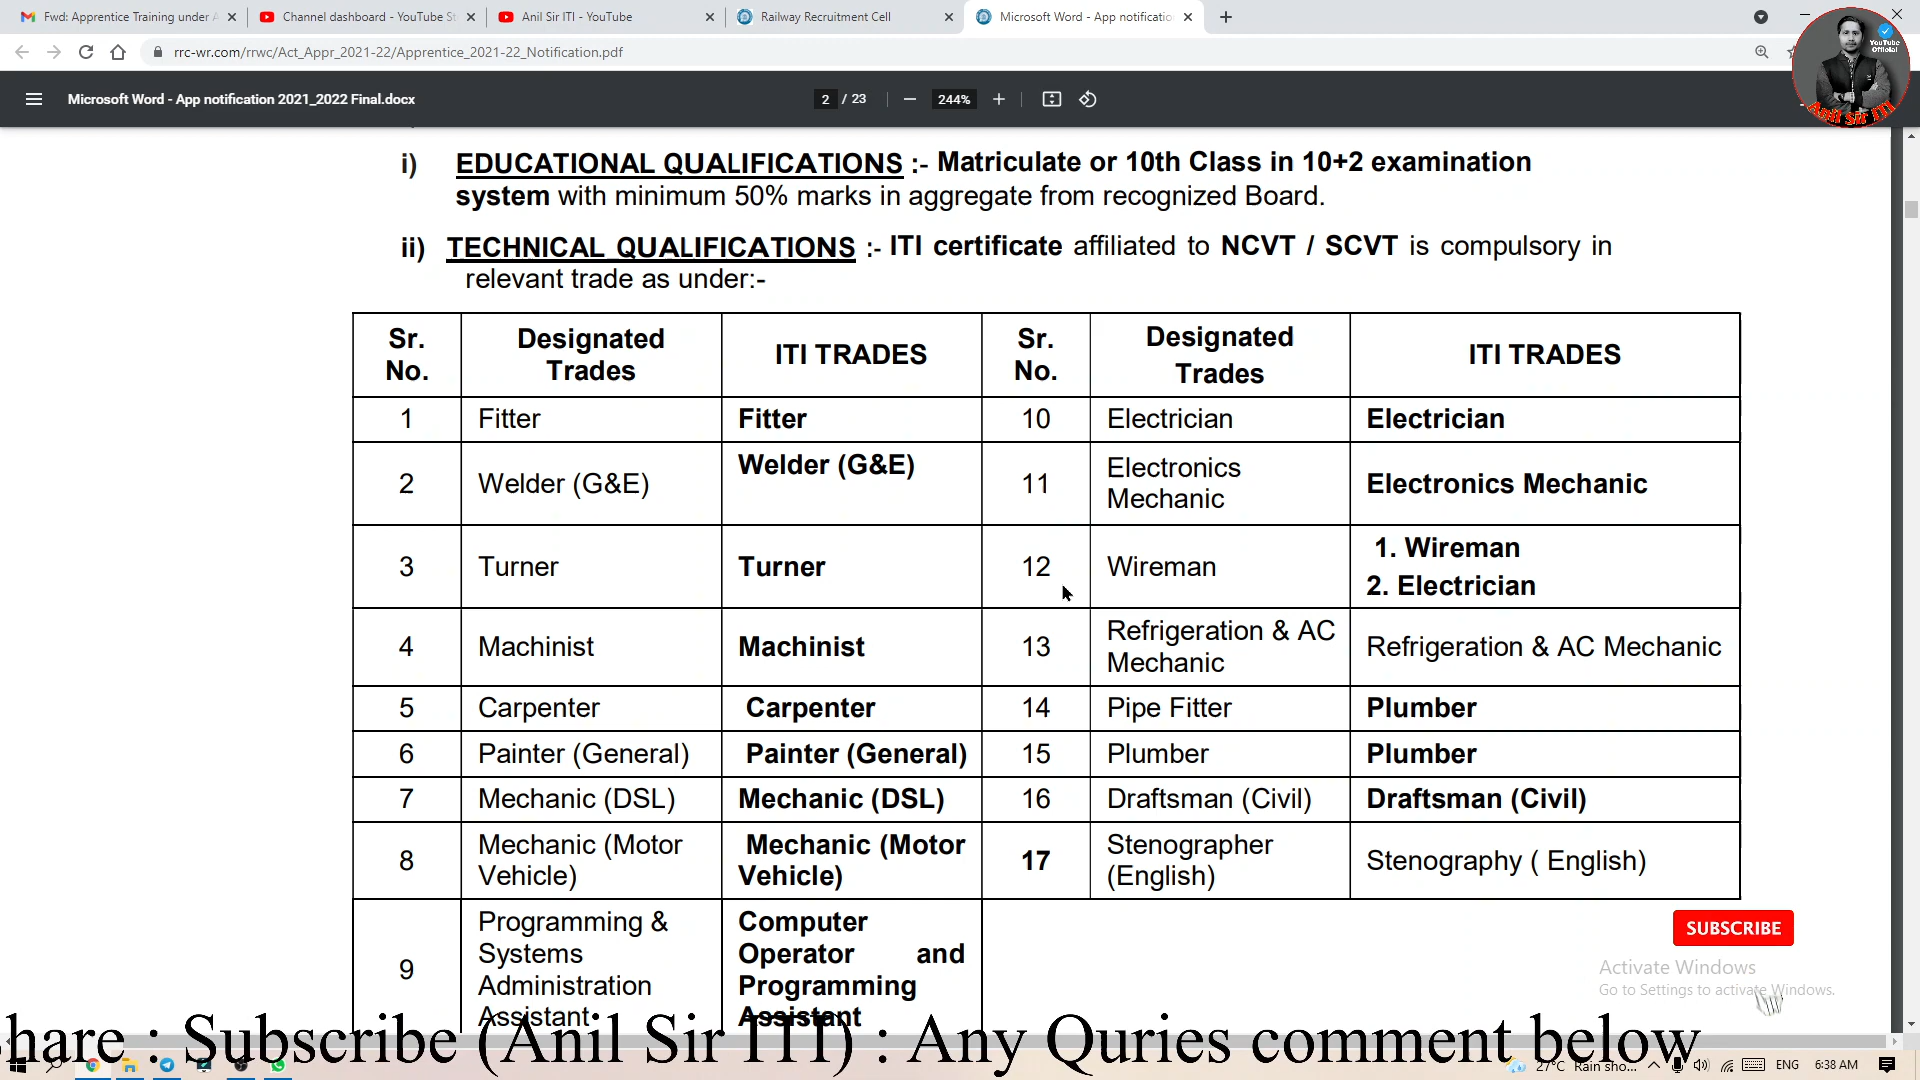 Fwd: Apprentice Training under A
Channel dashboard - YouTube St
Anil Sir ITI - YouTube
Railway Recruitment Cell
Microsoft Word - App notificatio
rrc-wr.com/rrwc/Act_Appr_2021-22/Apprentice_2021-22_Notification.pdf
YouTube
Official
Anil Sir ITI
Microsoft Word - App notification 2021_2022 Final.docx
2 / 23
244%
i) EDUCATIONAL QUALIFICATIONS :- Matriculate or 10th Class in 10+2 examination
system with minimum 50% marks in aggregate from recognized Board.
ii) TECHNICAL QUALIFICATIONS :- ITI certificate affiliated to NCVT / SCVT is compulsory in
relevant trade as under:-
Sr. No. Designated Trades ITI TRADES Sr. No. Designated Trades ITI TRADES
1 Fitter Fitter 10 Electrician Electrician
2 Welder (G&E) Welder (G&E) 11 Electronics Mechanic Electronics Mechanic
3 Turner Turner 12 Wireman 1. Wireman 2. Electrician
4 Machinist Machinist 13 Refrigeration & AC Mechanic Refrigeration & AC Mechanic
5 Carpenter Carpenter 14 Pipe Fitter Plumber
6 Painter (General) Painter (General) 15 Plumber Plumber
7 Mechanic (DSL) Mechanic (DSL) 16 Draftsman (Civil) Draftsman (Civil)
8 Mechanic (Motor Vehicle) Mechanic (Motor Vehicle) 17 Stenographer (English) Stenography ( English)
9 Programming & Systems Administration Assistant Computer Operator and Programming Assistant
SUBSCRIBE
Activate Windows
Go to Settings to activate Windows.
hare : Subscribe (Anil Sir ITI) : Any Quries comment below
27°C Rain sho... ENG 6:38 AM